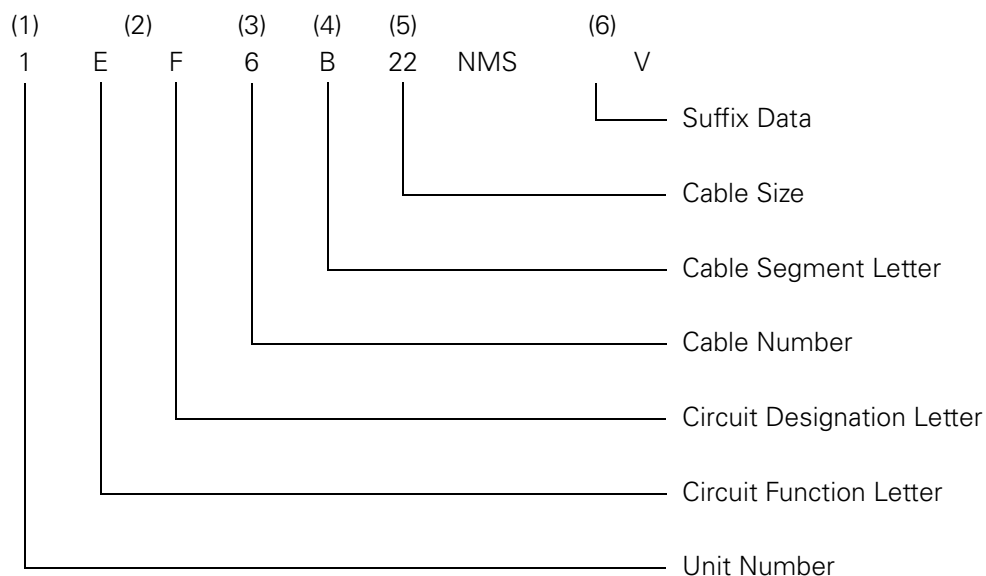 (1) (2) (3) (4) (5) (6)
1 E F 6 B 22 NMS V
Suffix Data
Cable Size
Cable Segment Letter
Cable Number
Circuit Designation Letter
Circuit Function Letter
Unit Number